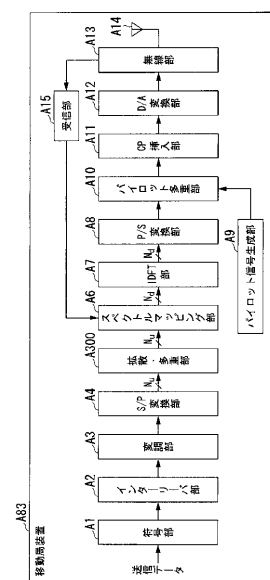 A83
移動局装置
送信データ
A1
符号部
A2
インターリーバ部
A3
変調部
A4
S/P
変換部
Nu
A300
拡散・多重部
Nu
A6
スペクトルマッピング部
Nd
A7
IDFT部
Nd
A8
P/S
変換部
A9
パイロット信号生成部
A10
パイロット多重部
A11
CP
挿入部
A12
D/A
変換部
A13
無線部
A14
A15
受信部